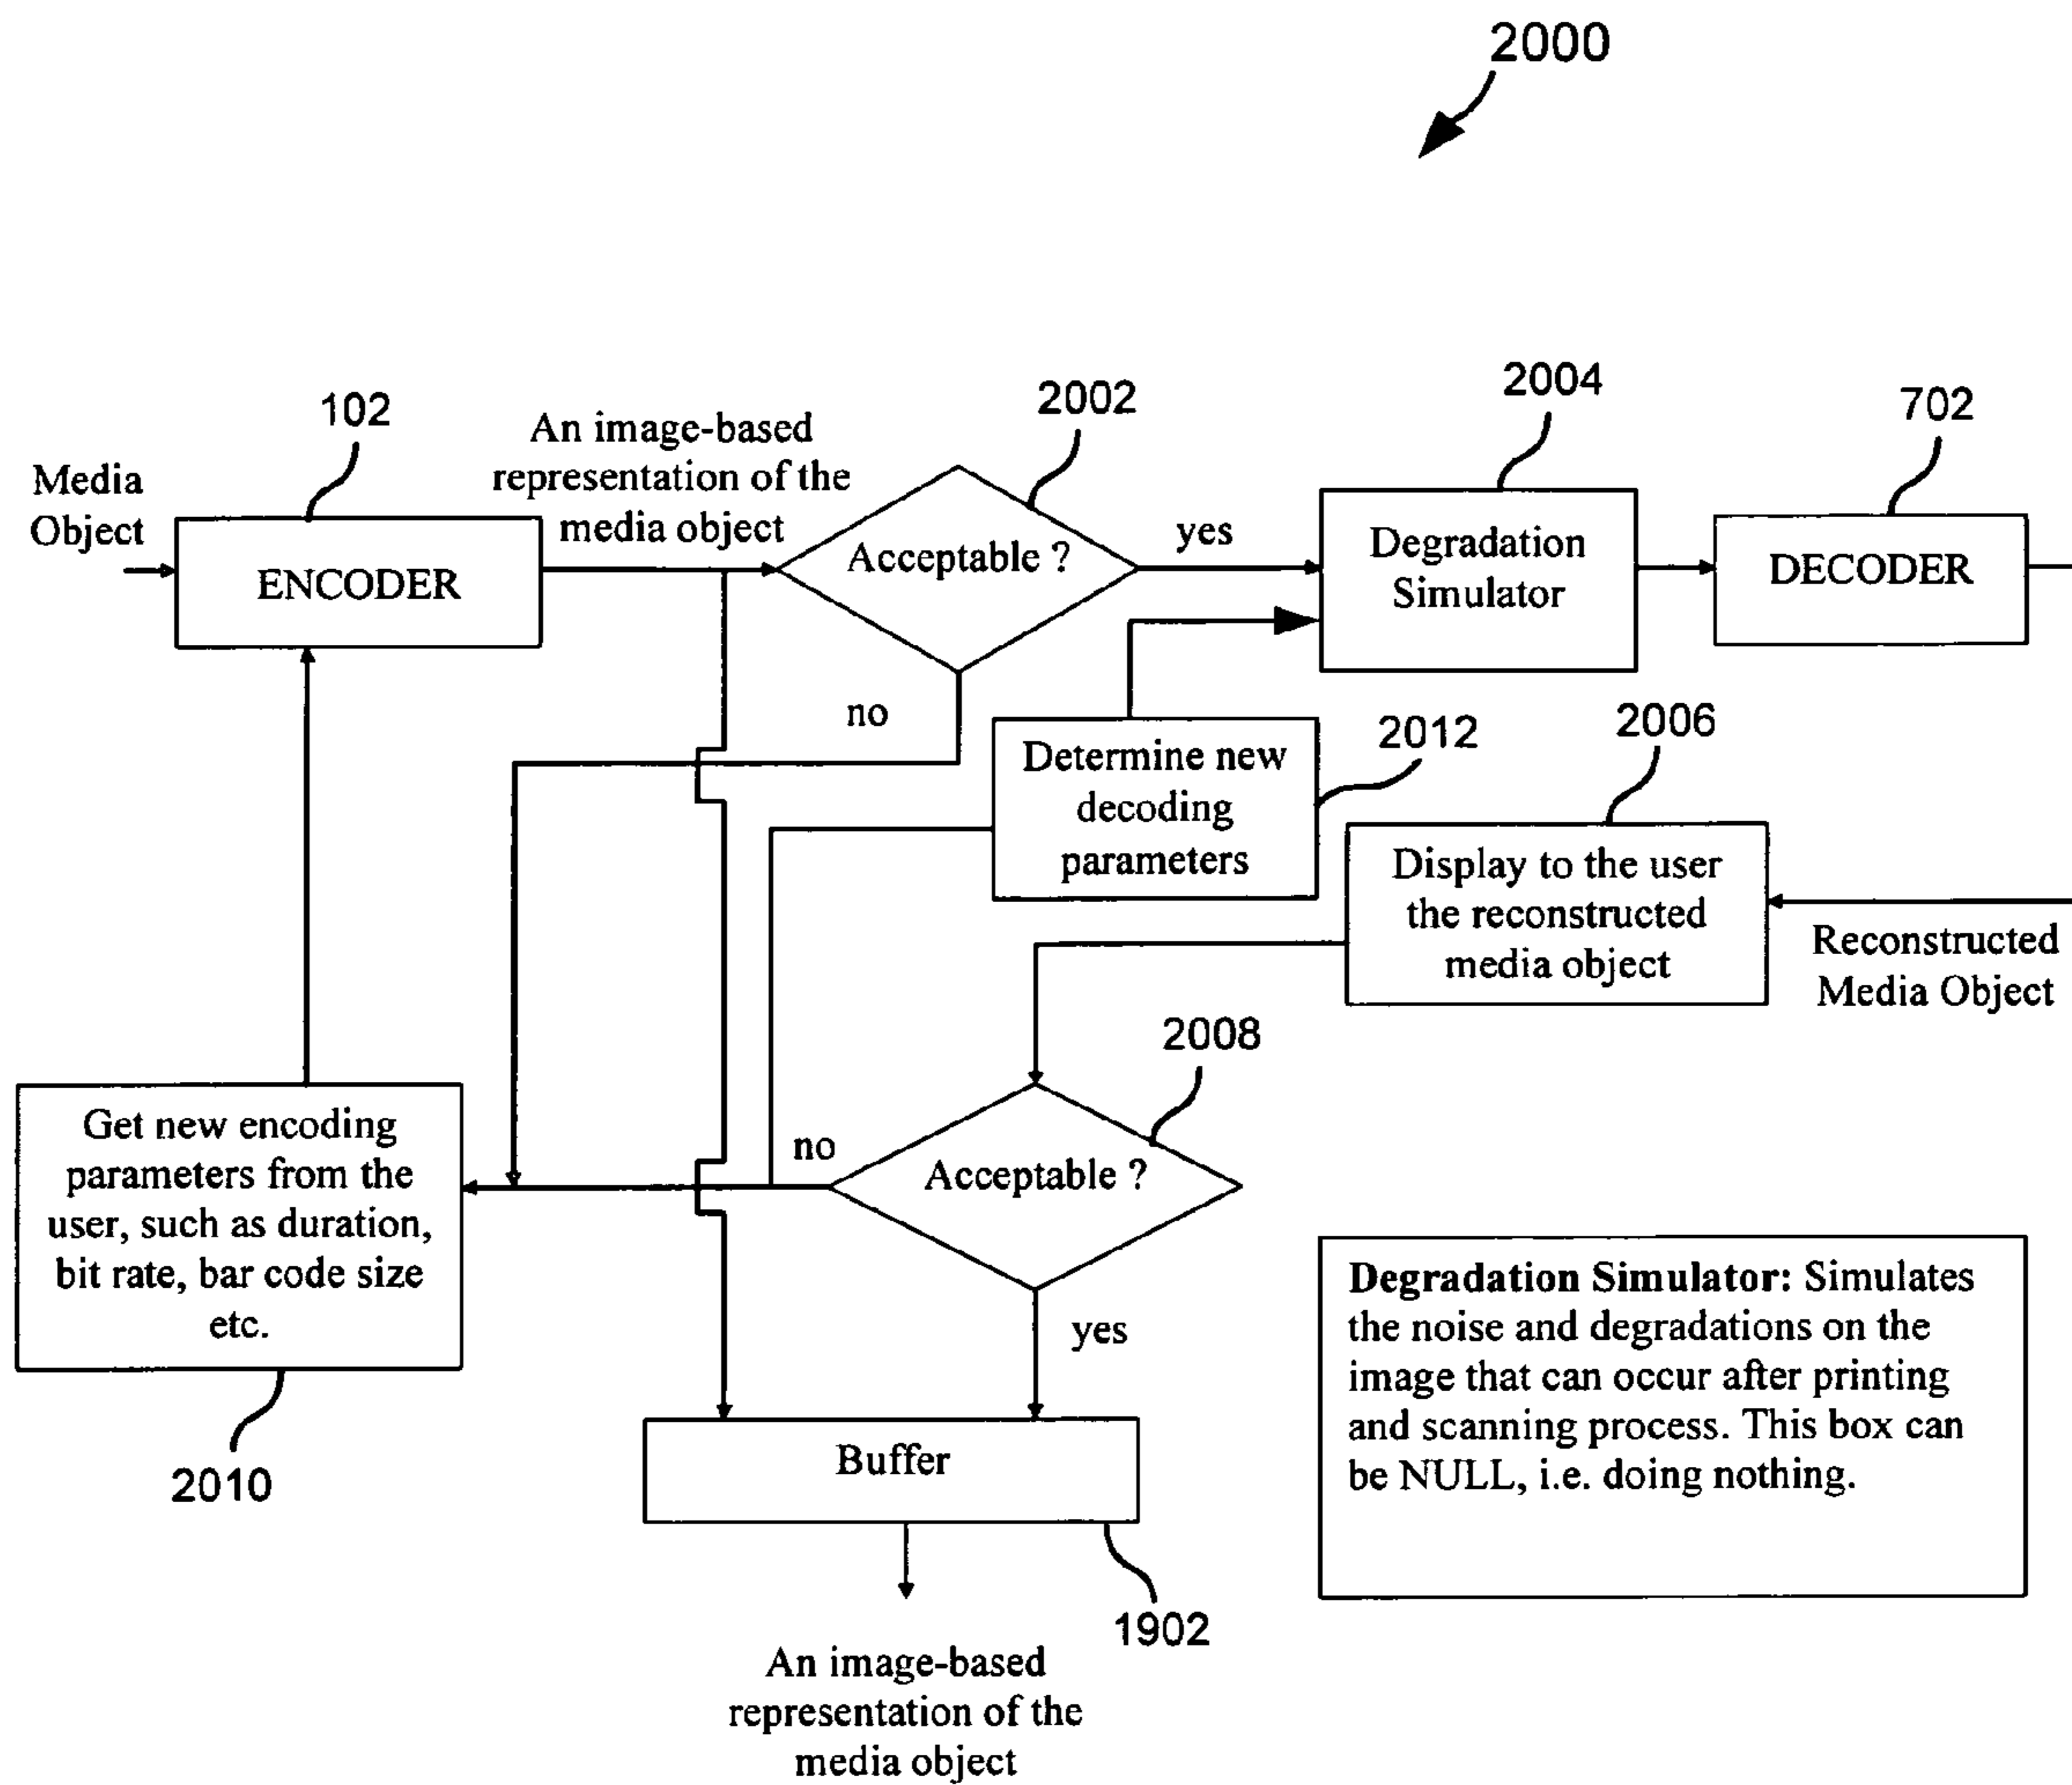 2000
102
An image-based
representation of the
media object
2002
2004
702
Media
Object
ENCODER
Acceptable ?
yes
Degradation
Simulator
DECODER
no
Determine new
decoding
parameters
2012
2006
Display to the user
the reconstructed
media object
Reconstructed
Media Object
2008
Get new encoding
parameters from the
user, such as duration,
bit rate, bar code size
etc.
2010
no
Acceptable ?
yes
Degradation Simulator: Simulates
the noise and degradations on the
image that can occur after printing
and scanning process. This box can
be NULL, i.e. doing nothing.
Buffer
1902
An image-based
representation of the
media object